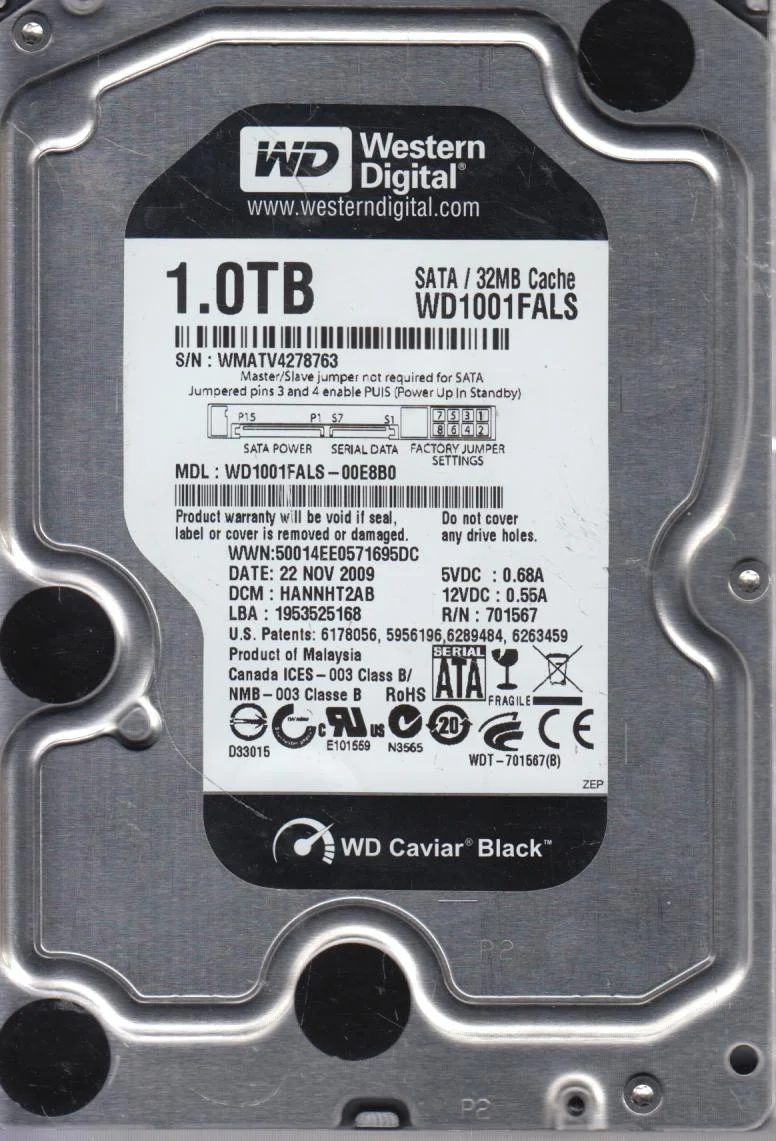 WD Western
Digital®
www.westerndigital.com
1.0TB
SATA / 32MB Cache
WD1001FALS
S/N : WMATV4278763
Master/Slave jumper not required for SATA
Jumpered pins 3 and 4 enable PUIS (Power Up In Standby)
P15 P1 S7 S1 7 5 3 1
8 6 4 2
SATA POWER SERIAL DATA FACTORY JUMPER
SETTINGS
MDL : WD1001FALS - 00E8B0
Product warranty will be void if seal,
label or cover is removed or damaged.
Do not cover
any drive holes.
WWN:50014EE0571695DC
DATE: 22 NOV 2009 5VDC : 0.68A
DCM : HANNHT2AB 12VDC : 0.55A
LBA : 1953525168 R/N : 701567
U.S. Patents: 6178056, 5956196,6289484, 6263459
Product of Malaysia
Canada ICES - 003 Class B/
NMB - 003 Classe B RoHS
SERIAL
ATA
FRAGILE
c US
20
CE
D33015
E101559
N3565
WDT - 701567(B)
ZEP
WD Caviar® Black™
P2
P2